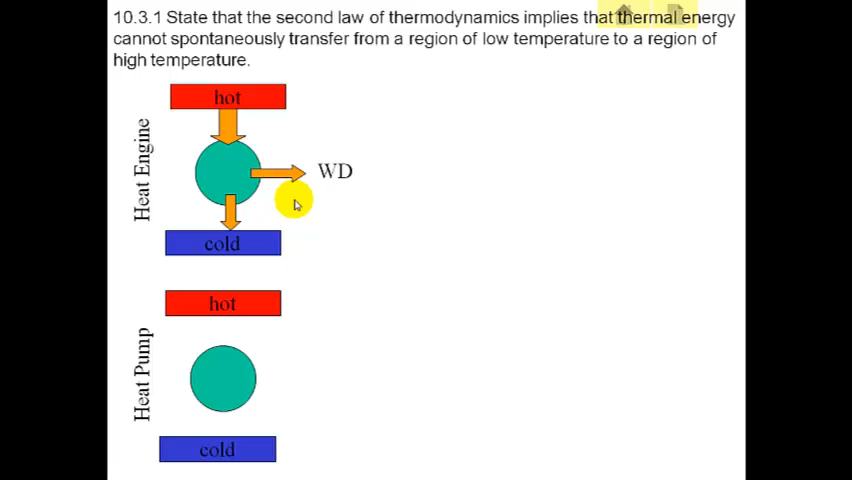 10.3.1 State that the second law of thermodynamics implies that thermal energy
cannot spontaneously transfer from a region of low temperature to a region of
high temperature.
hot
Heat Engine
WD
cold
hot
Heat Pump
cold